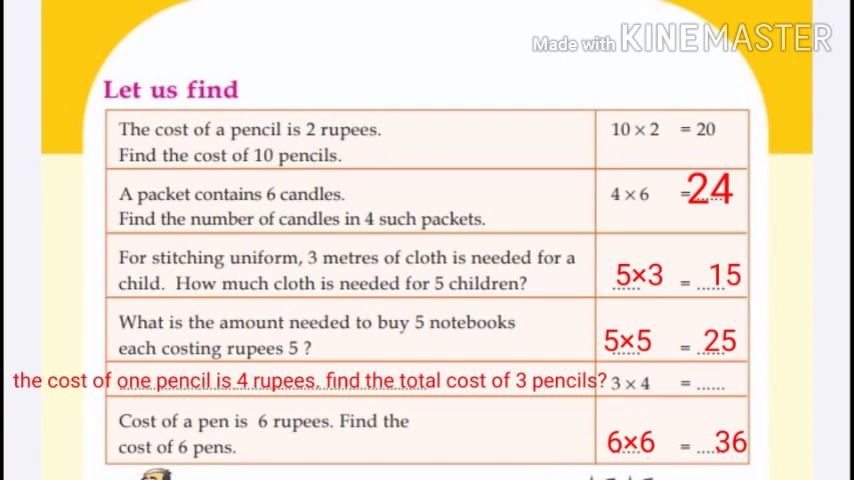 Made with KINEMASTER
Let us find
The cost of a pencil is 2 rupees.
Find the cost of 10 pencils.
10 × 2 = 20
A packet contains 6 candles.
Find the number of candles in 4 such packets.
4 × 6 =......24
For stitching uniform, 3 metres of cloth is needed for a
child. How much cloth is needed for 5 children?
5×3 = ......15
What is the amount needed to buy 5 notebooks
each costing rupees 5 ?
5×5 = ......25
the cost of one pencil is 4 rupees. find the total cost of 3 pencils? 3 × 4 = ......
Cost of a pen is 6 rupees. Find the
cost of 6 pens.
6×6 = ......36